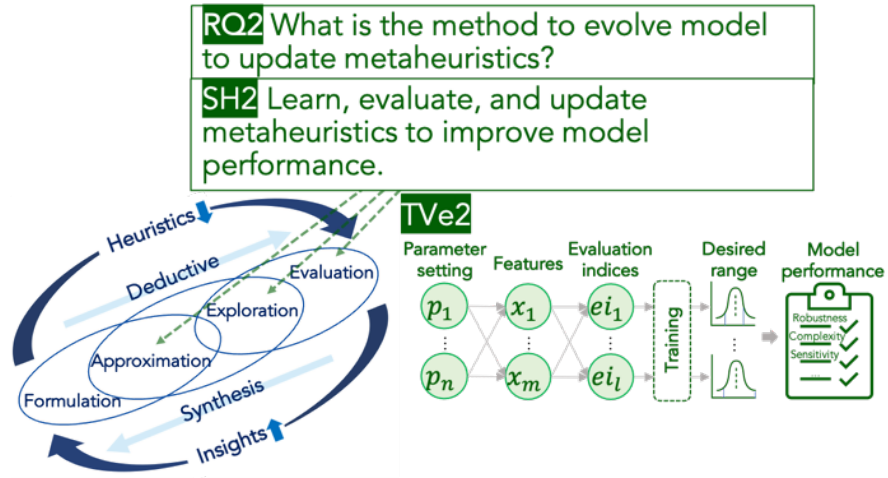 RQ2 What is the method to evolve model
to update metaheuristics?
SH2 Learn, evaluate, and update
metaheuristics to improve model
performance.
Heuristics
Deductive
Evaluation
Exploration
Approximation
Formulation
Synthesis
Insights
TVe2
Parameter
setting
Features
Evaluation
indices
Desired
range
Model
performance
p₁
x₁
ei₁
⋮
⋮
⋮
pₙ
xₘ
eiₗ
Training
⋮
Robustness
Complexity
Sensitivity
...